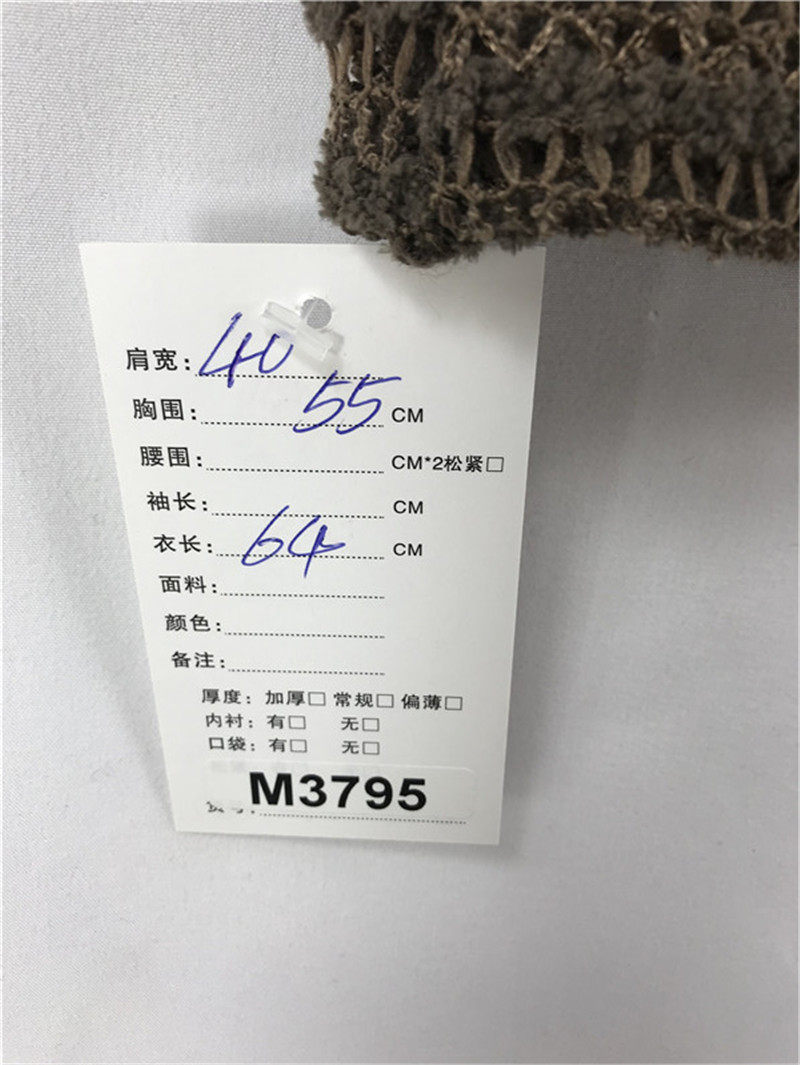 肩宽: 40
胸围: 55 CM
腰围: CM*2松紧□
袖长: CM
衣长: 64 CM
面料:
颜色:
备注:
厚度: 加厚□ 常规□ 偏薄□
内衬: 有□ 无□
口袋: 有□ 无□
M3795